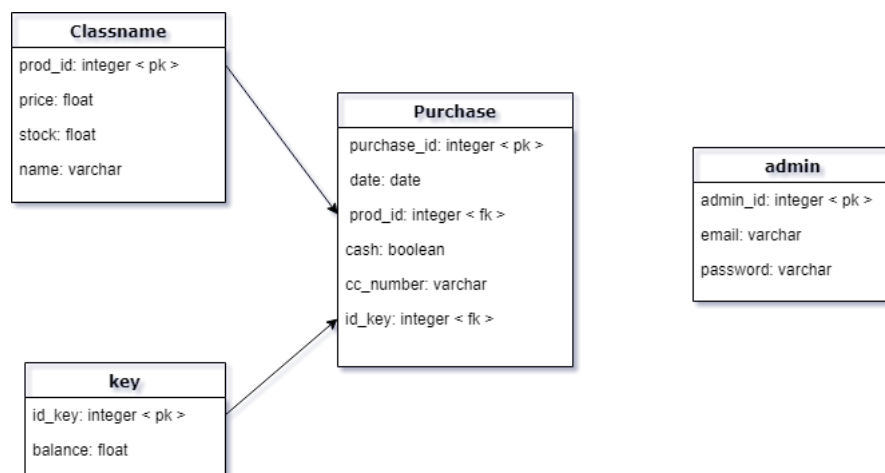 Classname
prod_id: integer < pk >
price: float
stock: float
name: varchar
Purchase
purchase_id: integer < pk >
date: date
prod_id: integer < fk >
cash: boolean
cc_number: varchar
id_key: integer < fk >
admin
admin_id: integer < pk >
email: varchar
password: varchar
key
id_key: integer < pk >
balance: float